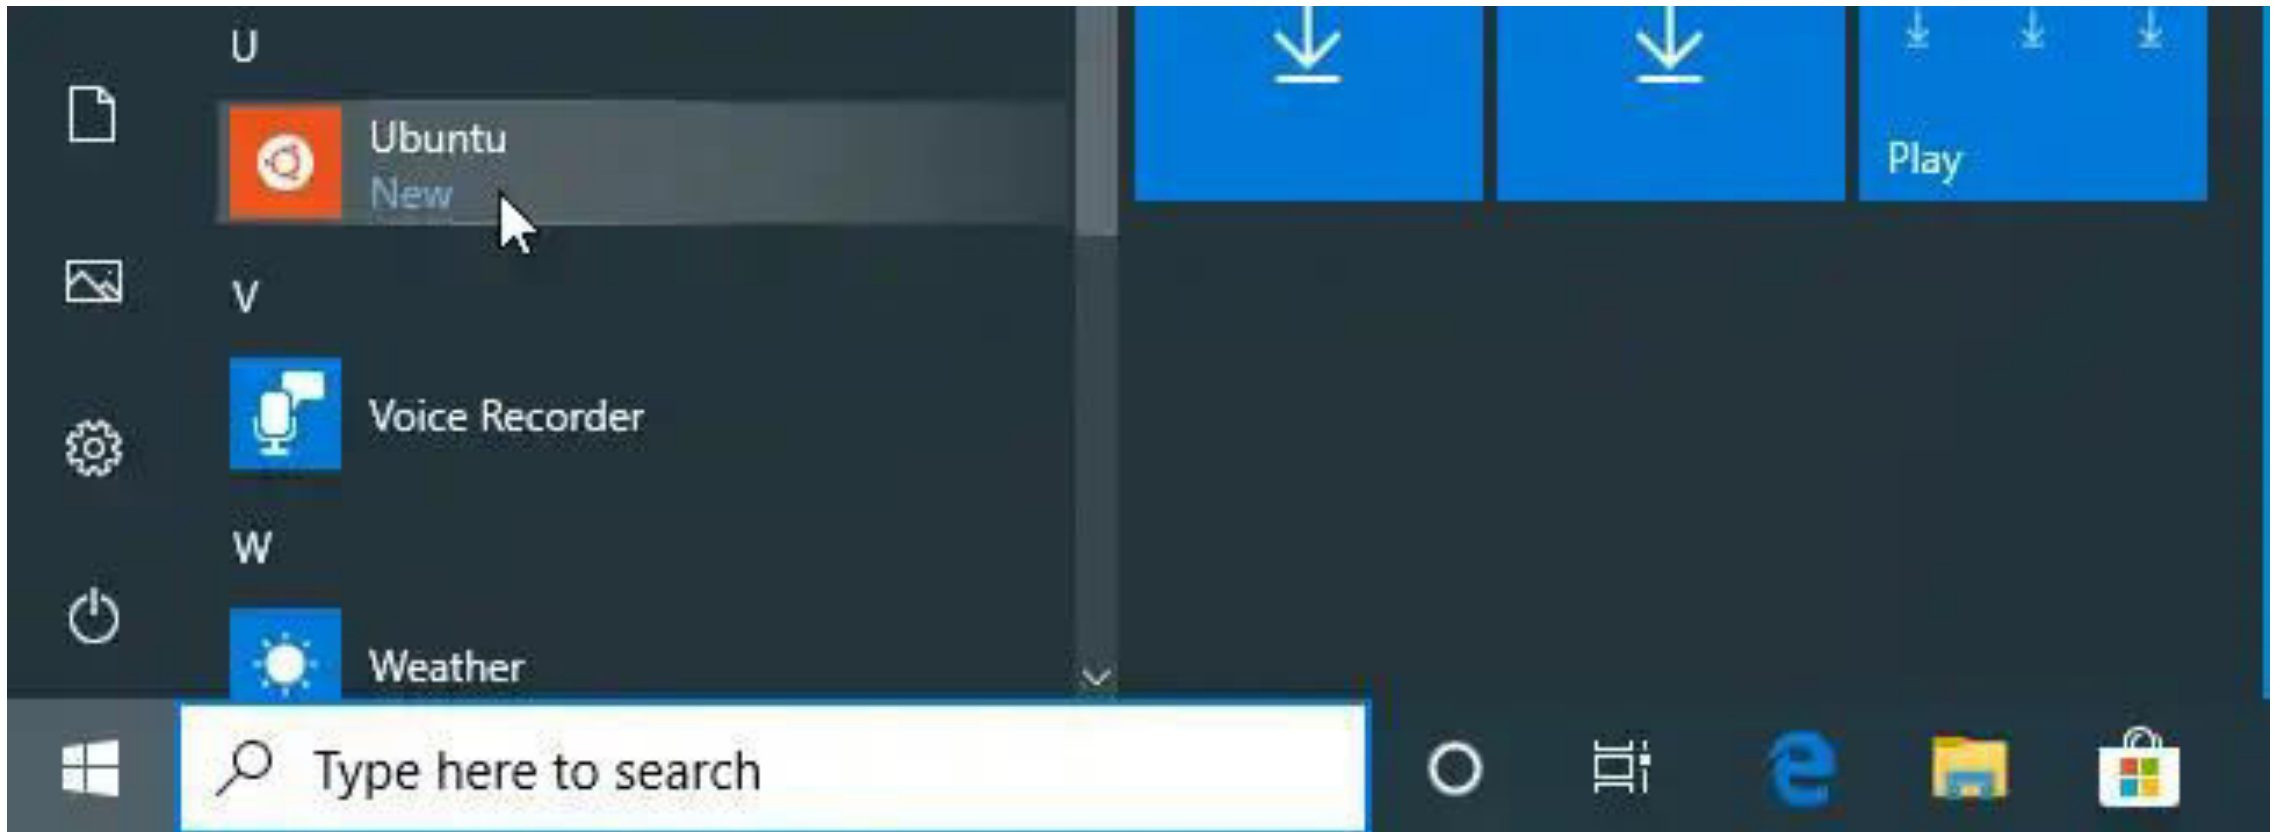 U
Ubuntu
New
Play
V
Voice Recorder
W
Weather
Type here to search